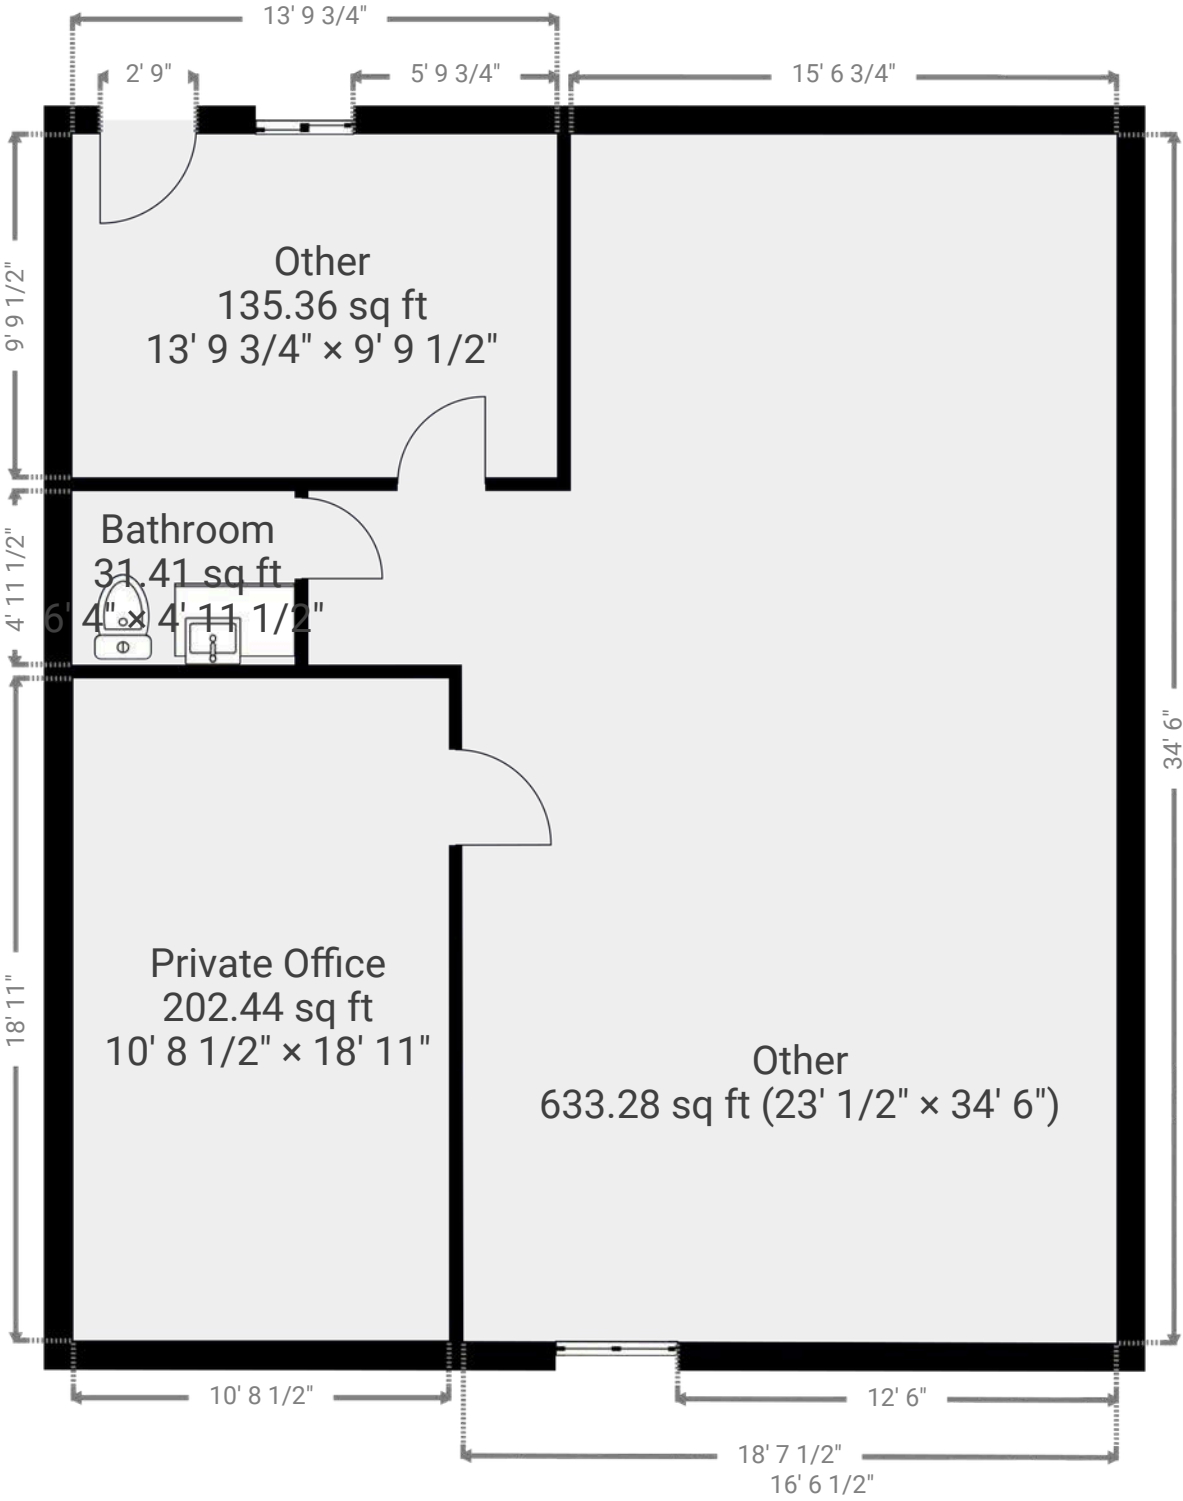 13' 9 3/4"
2' 9"
5' 9 3/4"
15' 6 3/4"
9' 9 1/2"
Other
135.36 sq ft
13' 9 3/4" × 9' 9 1/2"
4' 11 1/2"
Bathroom
31.41 sq ft
6' 4" × 4' 11 1/2"
34' 6"
18' 11"
Private Office
202.44 sq ft
10' 8 1/2" × 18' 11"
Other
633.28 sq ft (23' 1/2" × 34' 6")
10' 8 1/2"
12' 6"
18' 7 1/2"
16' 6 1/2"